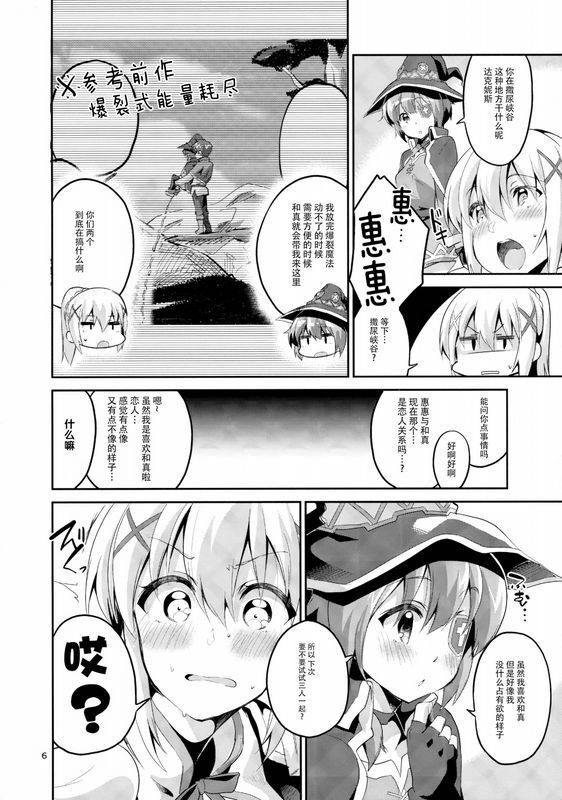 你在撒尿峡谷
这种地方干什么呢
达克妮斯
惠
惠
惠惠
等下…
撒尿峡谷?
※参考前作
爆裂式能量耗尽
我放完爆裂魔法
动不了的时候
需要方便的时候
和真就会带我来这里
你们两个
到底在搞什么啊
能问你点事情吗
好啊好啊
惠惠与和真
现在那个…
是恋人关系吗…?
嗯~
虽然我是喜欢和真啦
恋人…
感觉有点像
又有点不像的样子…
什么嘛
虽然我喜欢和真
但是好像我
没什么占有欲的样子
所以下次
要不要试试三人一起?
哎?
6